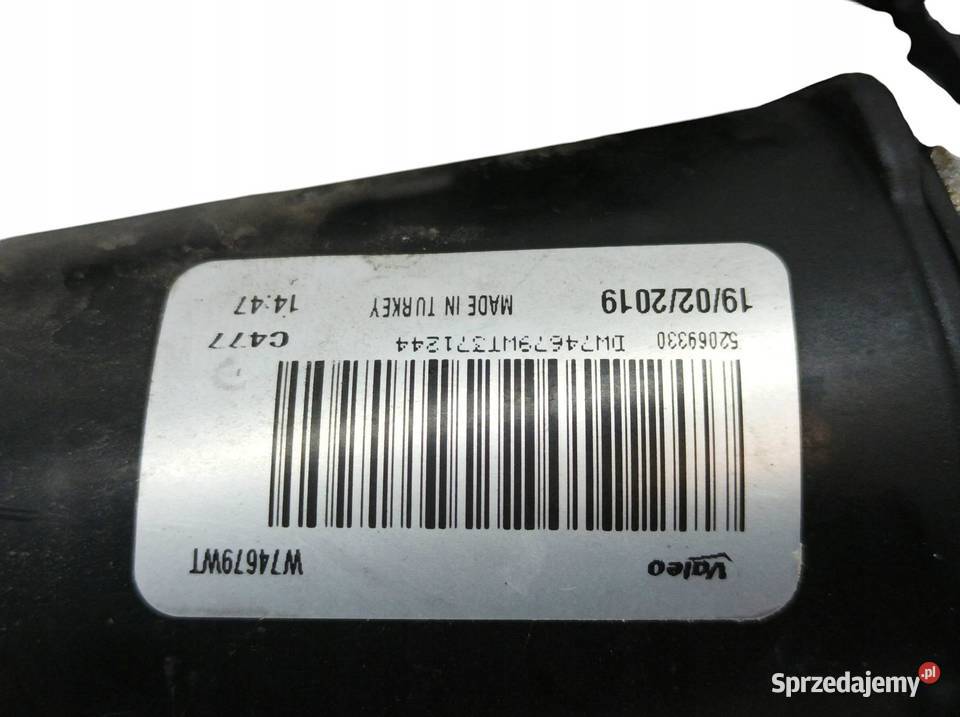 Valeo W74679WT
52069330 DW74679WT371244 C477
19/02/2019 MADE IN TURKEY 14:47
Sprzedajemy.pl